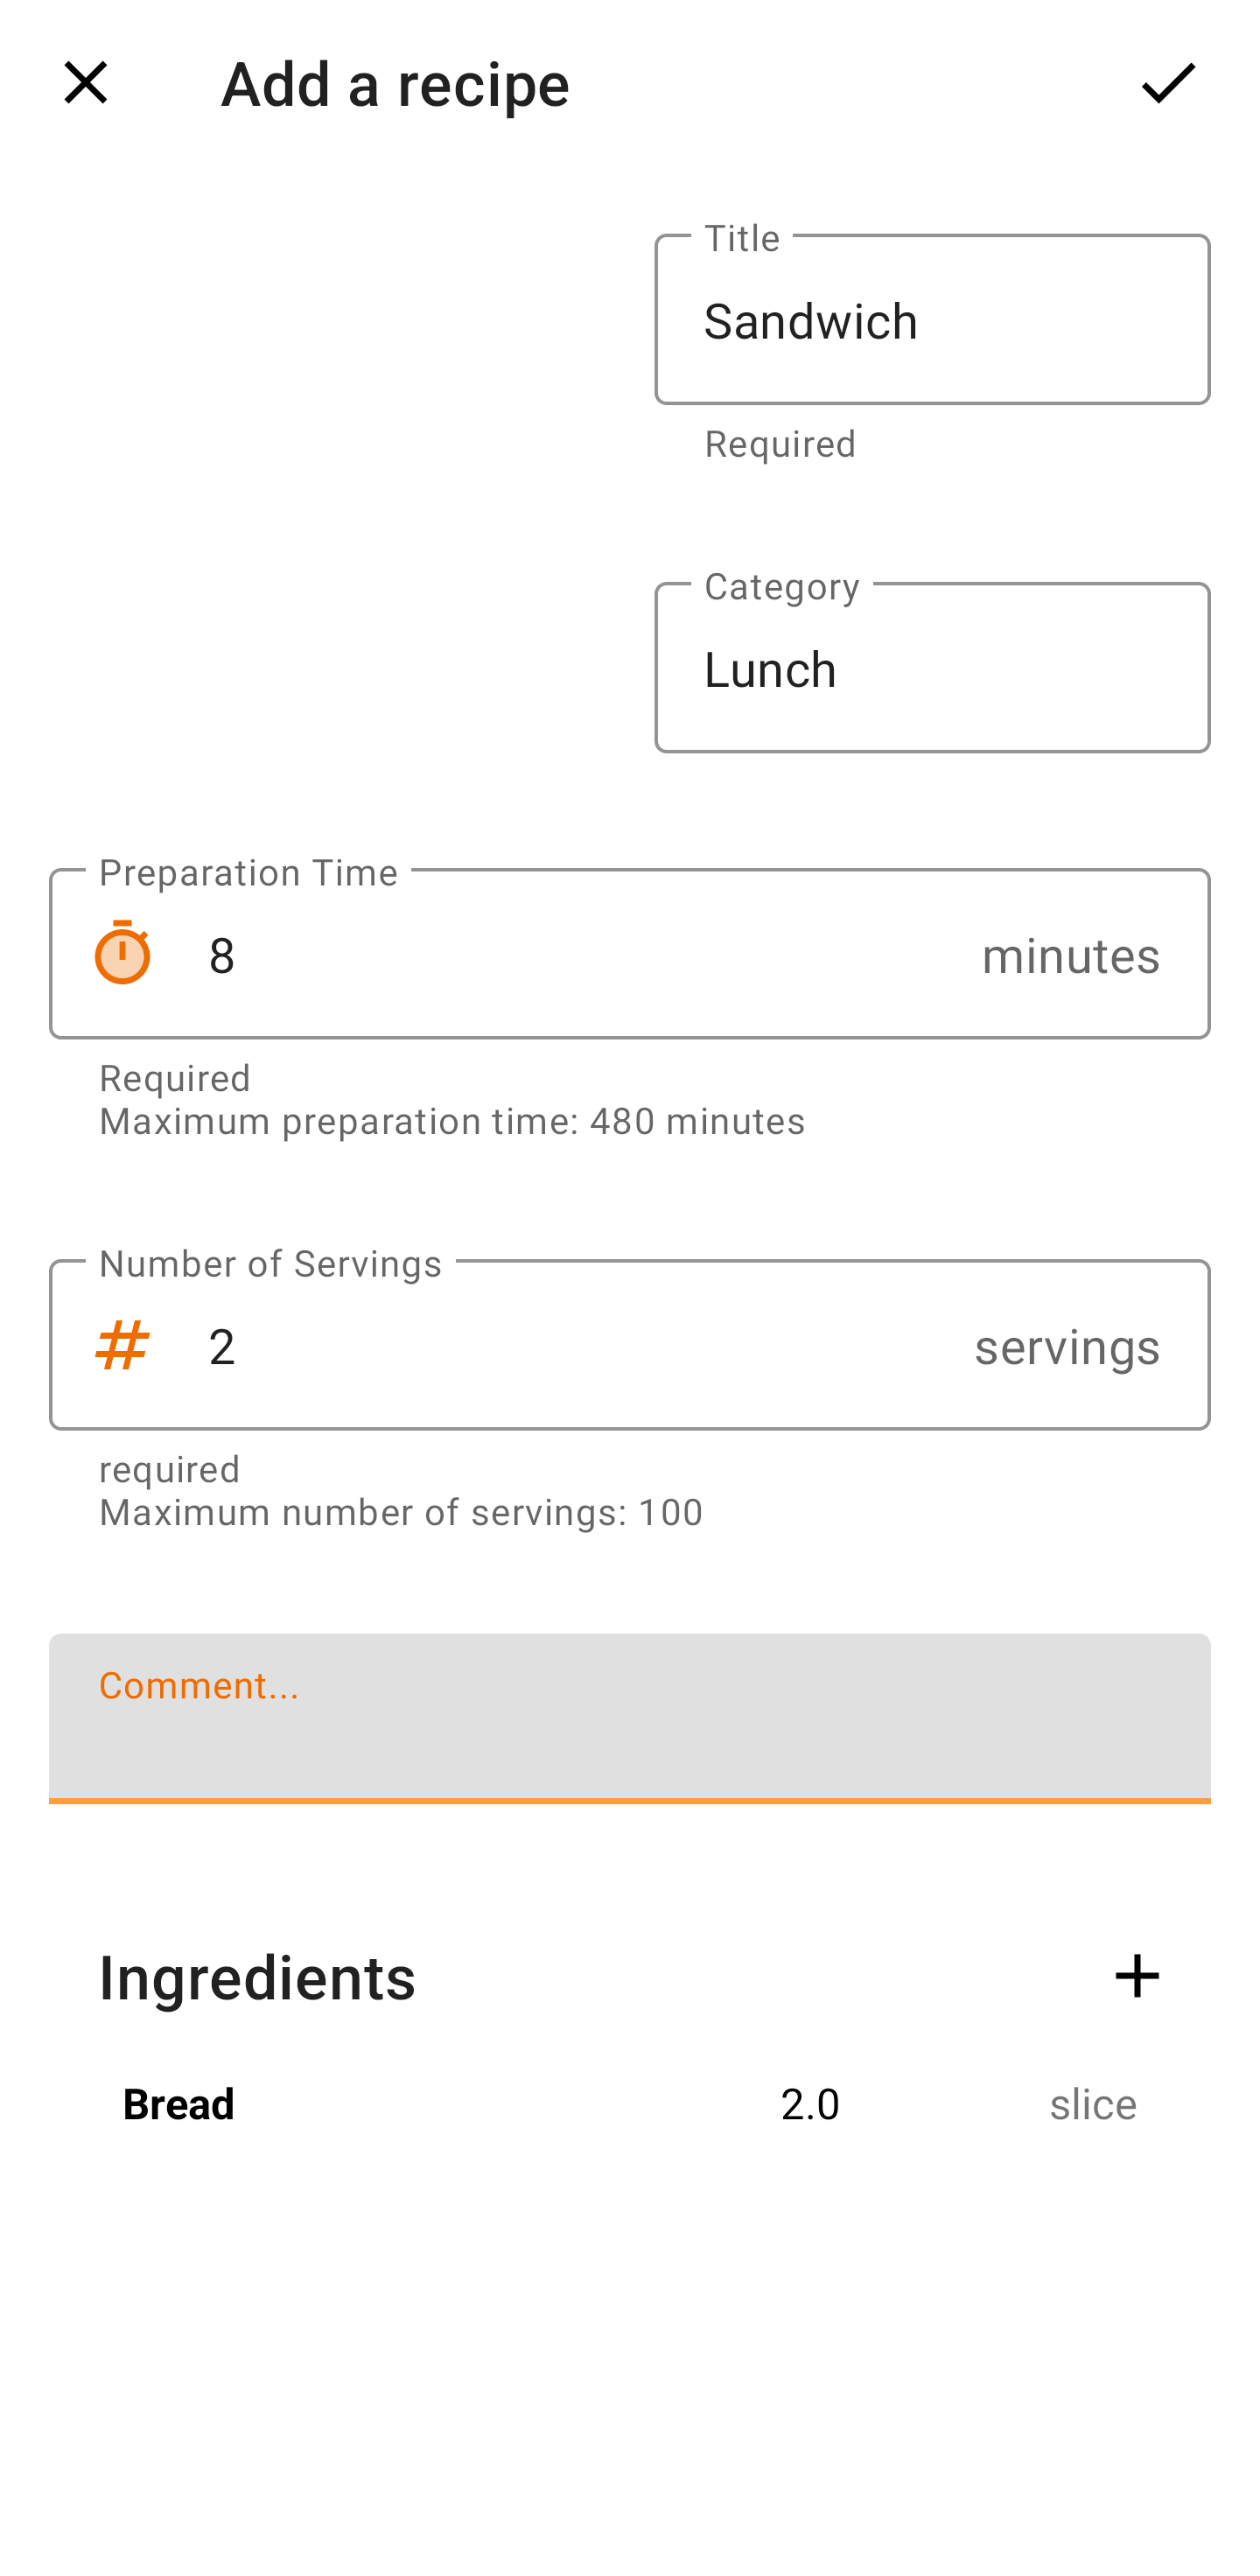 Add a recipe
Title
Sandwich
Required
Category
Lunch
Preparation Time
8 minutes
Required
Maximum preparation time: 480 minutes
Number of Servings
2 servings
required
Maximum number of servings: 100
Comment...
Ingredients
Bread 2.0 slice